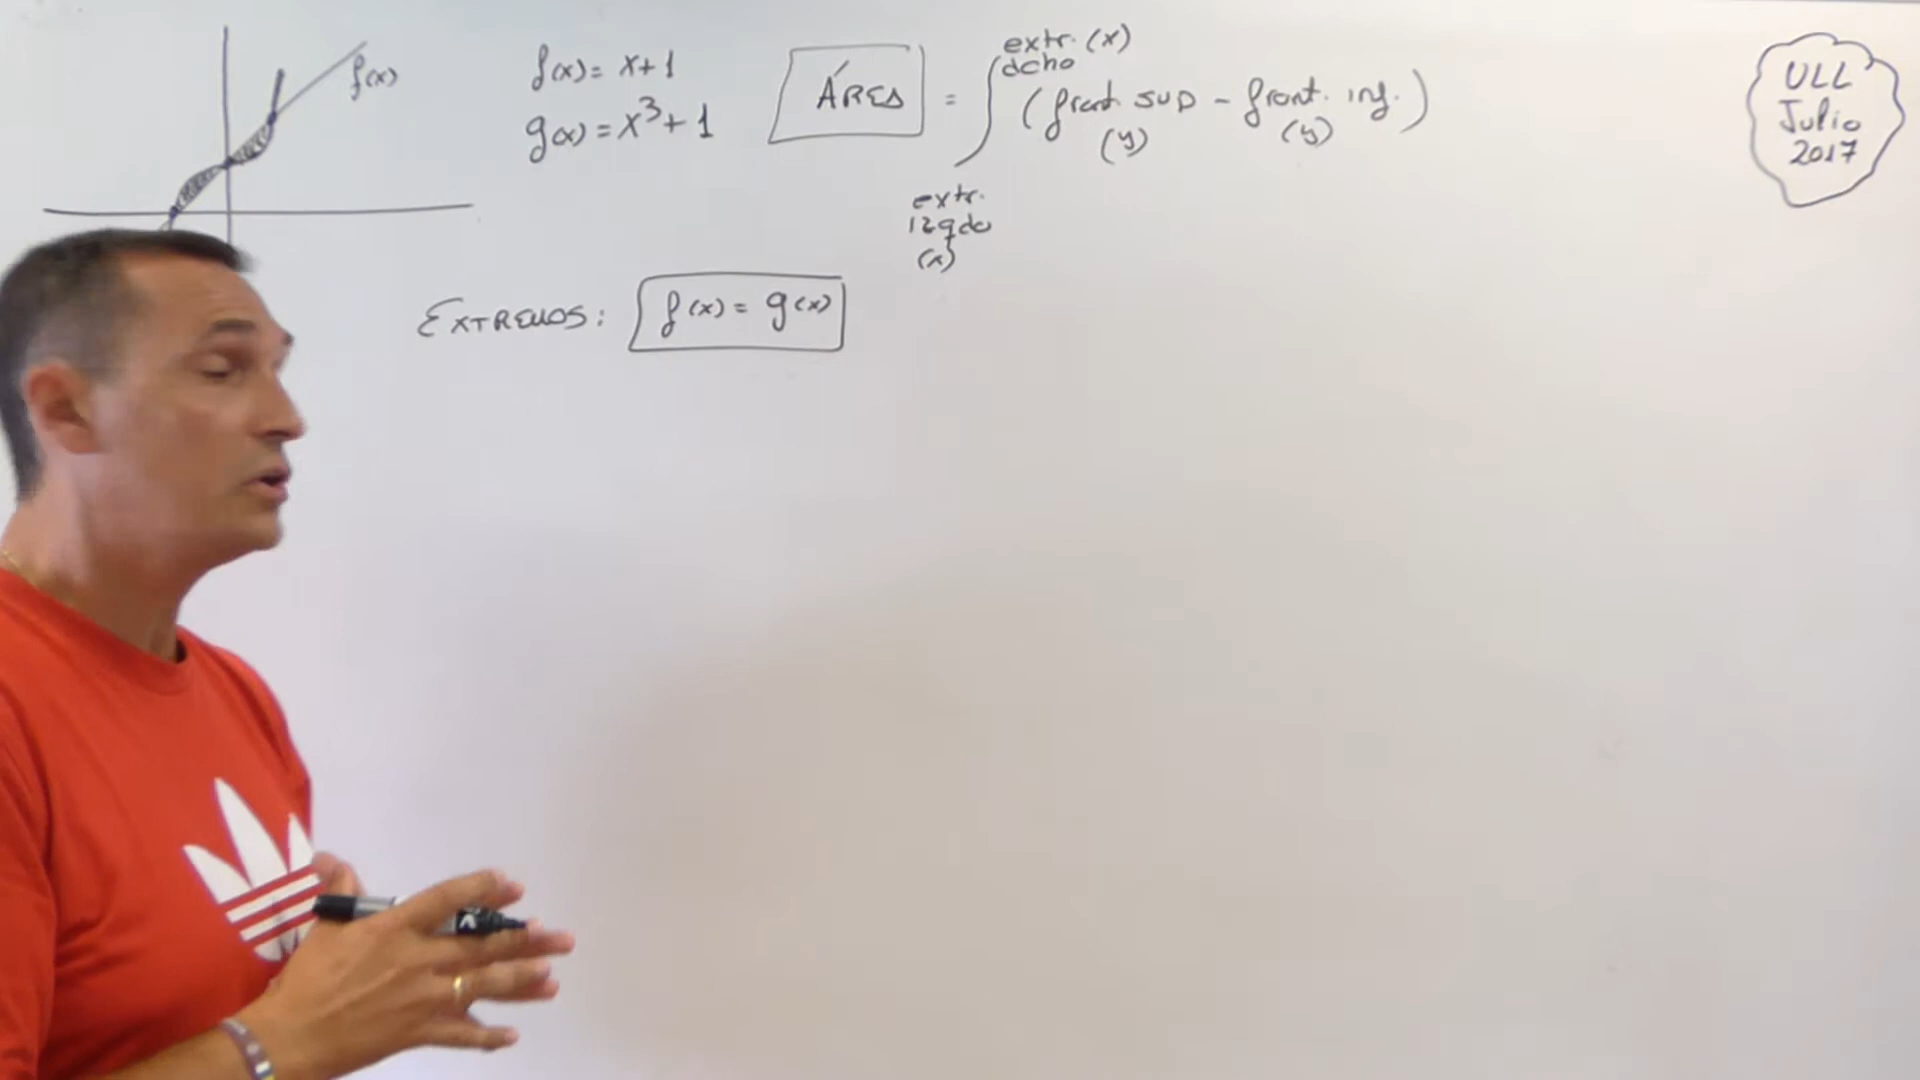 f(x)
f(x) = x+1
g(x) = x³+1
ÁREA = ∫ (front. sup - front. inf.)
extr. (x)
dcho
(y) (y)
extr.
izqdo
(x)
EXTREMOS: f(x) = g(x)
ULL
Julio
2017